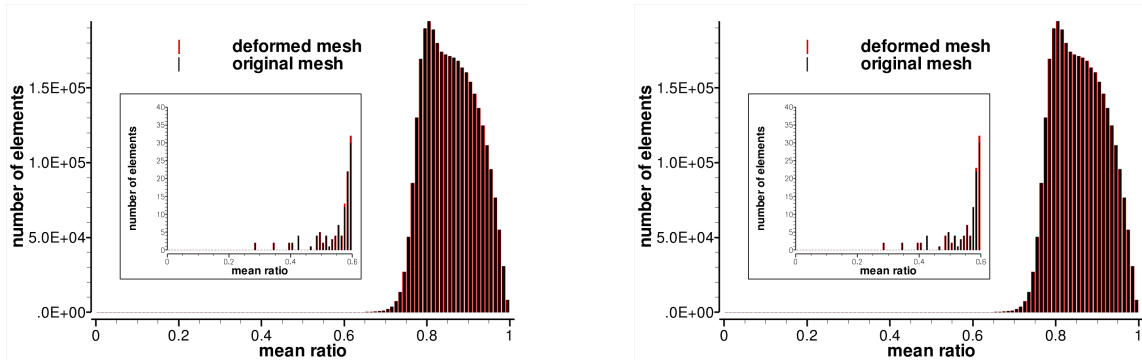 deformed mesh
original mesh
number of elements
1.5E+05
1.0E+05
5.0E+04
.0E+00
0 0.2 0.4 0.6 0.8 1
mean ratio
number of elements
40
35
30
25
20
15
10
5
0
0 0.2 0.4 0.6
mean ratio
deformed mesh
original mesh
number of elements
1.5E+05
1.0E+05
5.0E+04
.0E+00
0 0.2 0.4 0.6 0.8 1
mean ratio
number of elements
40
35
30
25
20
15
10
5
0
0 0.2 0.4 0.6
mean ratio